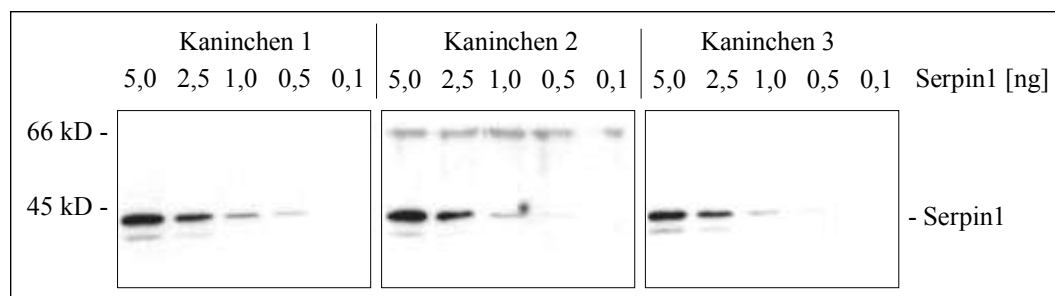 Kaninchen 1 Kaninchen 2 Kaninchen 3
5,0 2,5 1,0 0,5 0,1 5,0 2,5 1,0 0,5 0,1 5,0 2,5 1,0 0,5 0,1 Serpin1 [ng]
66 kD -
45 kD -
- Serpin1